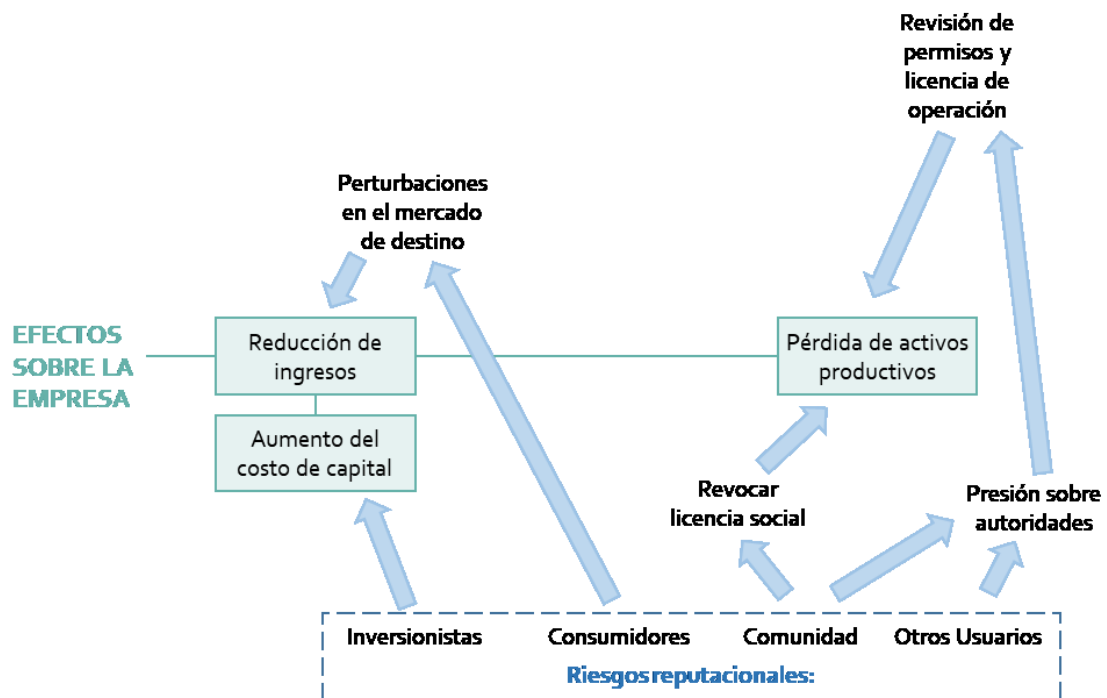 Revisión de
permisos y
licencia de
operación
Perturbaciones
en el mercado
de destino
EFECTOS
SOBRE LA
EMPRESA
Reducción de
ingresos
Pérdida de activos
productivos
Aumento del
costo de capital
Revocar
licencia social
Presión sobre
autoridades
Inversionistas
Consumidores
Comunidad
Otros Usuarios
Riesgos reputacionales: